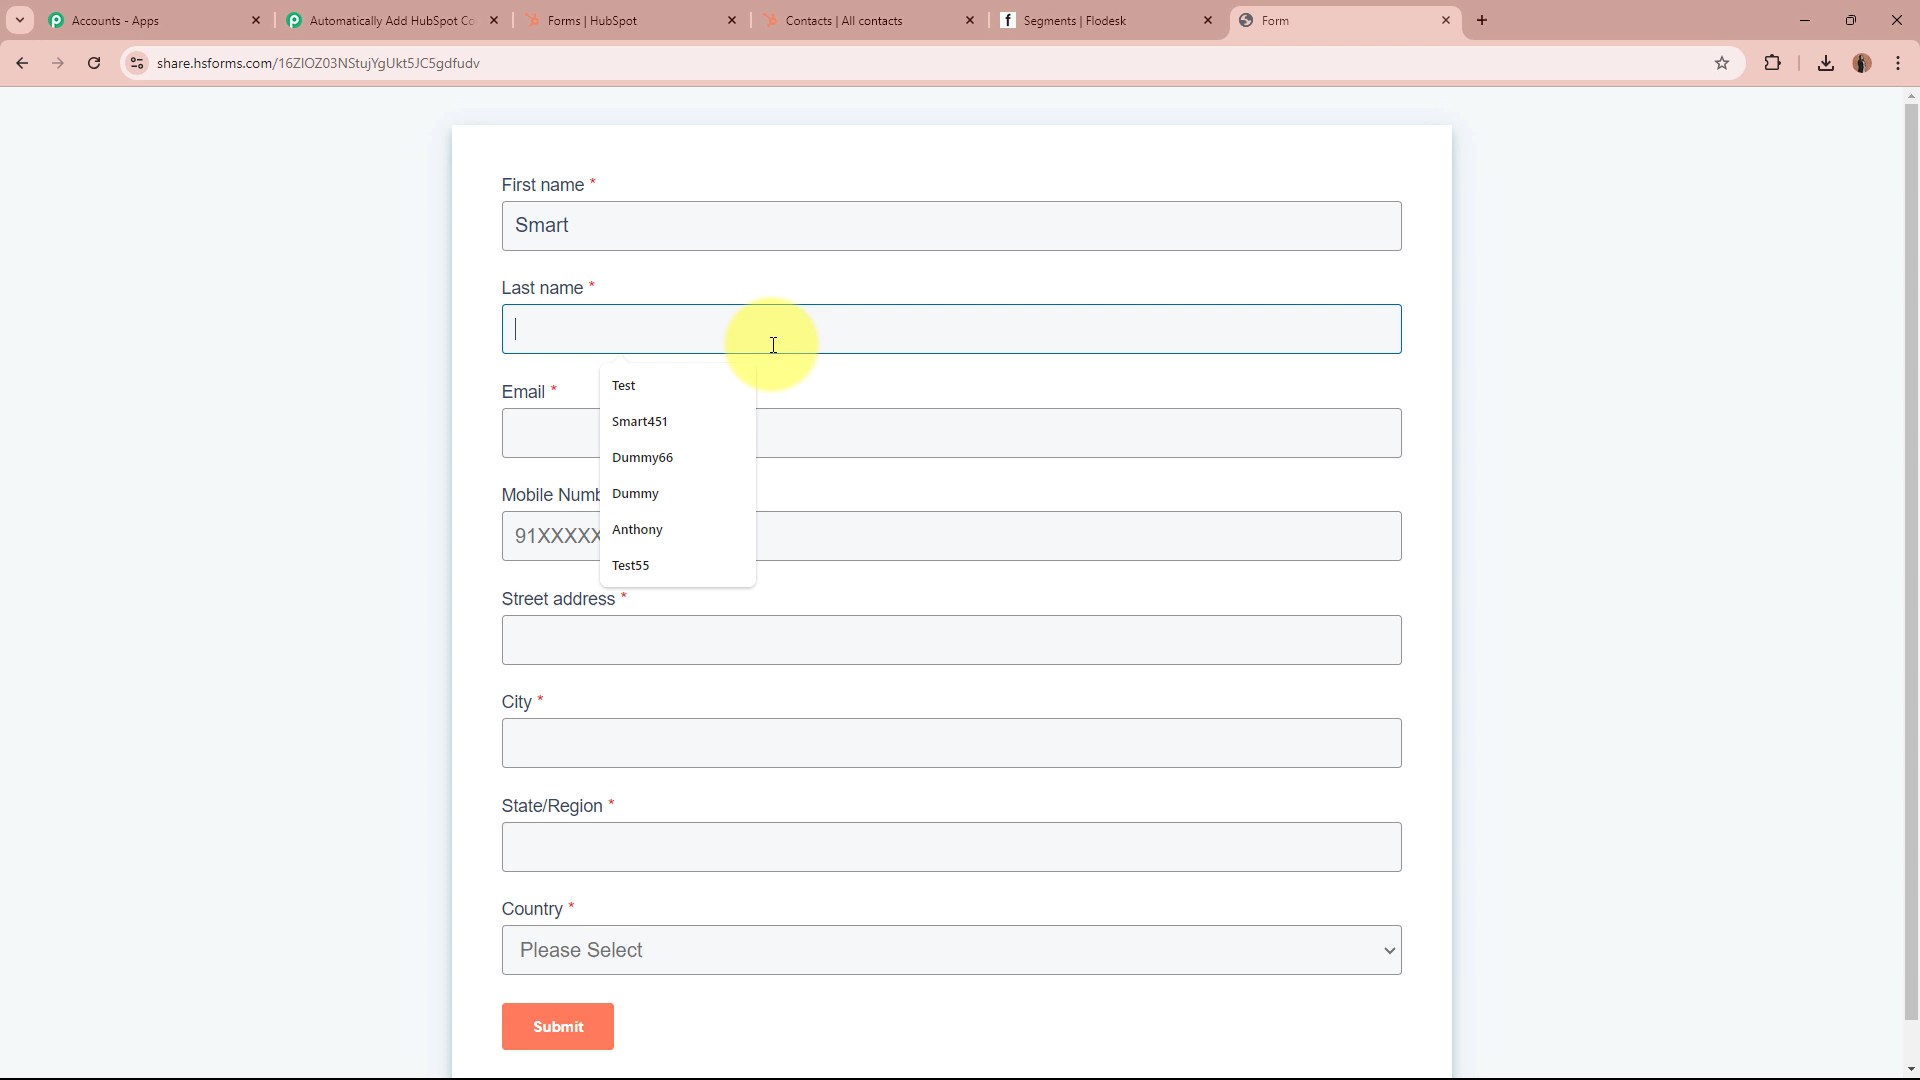 Accounts - Apps
Automatically Add HubSpot Co
Forms | HubSpot
Contacts | All contacts
Segments | Flodesk
Form
share.hsforms.com/16ZIOZ03NStujYgUkt5JC5gdfudv
First name *
Smart
Last name *
Test
Email *
Smart451
Dummy66
Mobile Numb
Dummy
91XXXXX
Anthony
Test55
Street address *
City *
State/Region *
Country *
Please Select
Submit